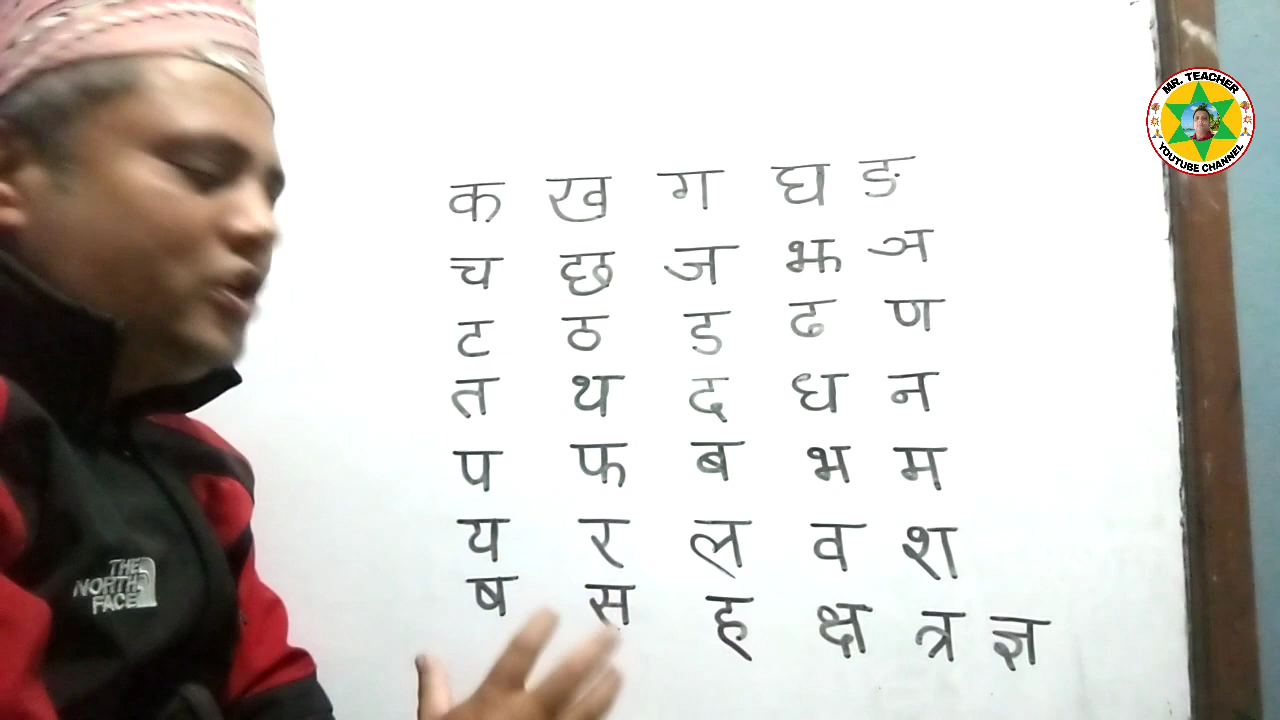 MR. TEACHER
YOUTUBE CHANNEL
क ख ग घ ङ
च छ ज झ ञ
ट ठ ड ढ ण
त थ द ध न
प फ ब भ म
य र ल व श
ष स ह क्ष त्र ज्ञ
THE
NORTH
FACE